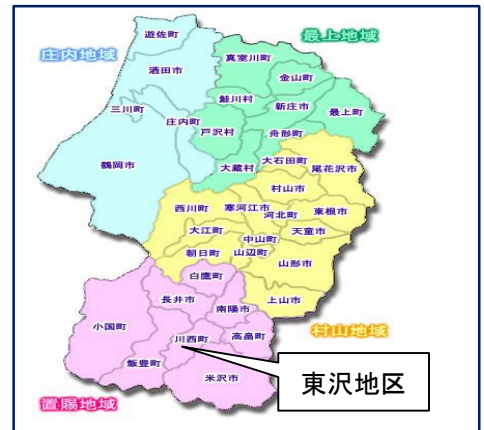 遊佐町
最上地域
庄内地域
真室川町
酒田市
金山町
鮭川村
新庄市
三川町
最上町
庄内町
戸沢村
舟形町
鶴岡市
大蔵村
大石田町
尾花沢市
村山市
西川町
寒河江市
河北町
東根市
大江町
中山町
天童市
朝日町
山辺町
山形市
白鷹町
上山市
長井市
南陽市
小国町
村山地域
川西町
高畠町
飯豊町
米沢市
東沢地区
置賜地域